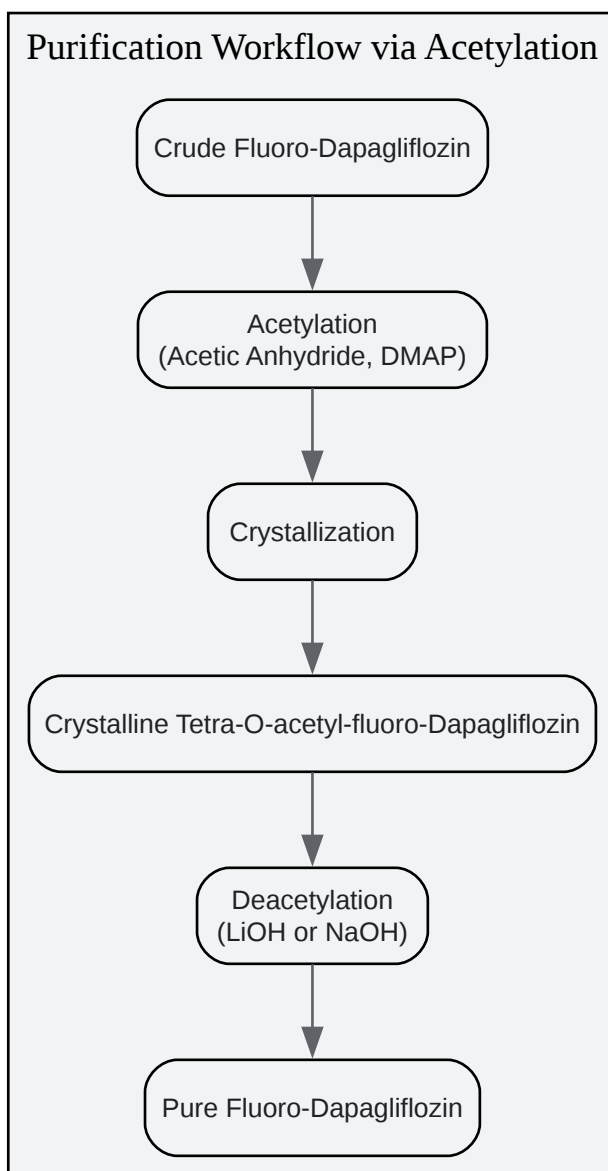 Purification Workflow via Acetylation
Crude Fluoro-Dapagliflozin
Acetylation
(Acetic Anhydride, DMAP)
Crystallization
Crystalline Tetra-O-acetyl-fluoro-Dapagliflozin
Deacetylation
(LiOH or NaOH)
Pure Fluoro-Dapagliflozin